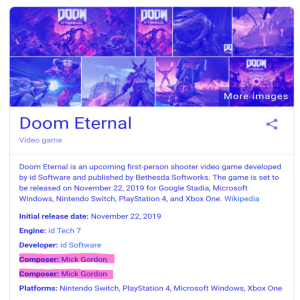 DOOM
ETERNAL
DOOM
More images
Doom Eternal
Video game
Doom Eternal is an upcoming first-person shooter video game developed
by id Software and published by Bethesda Softworks. The game is set to
be released on November 22, 2019 for Google Stadia, Microsoft
Windows, Nintendo Switch, PlayStation 4, and Xbox One. Wikipedia
Initial release date: November 22, 2019
Engine: id Tech 7
Developer: id Software
Composer: Mick Gordon
Composer: Mick Gordon
Platforms: Nintendo Switch, PlayStation 4, Microsoft Windows, Xbox One